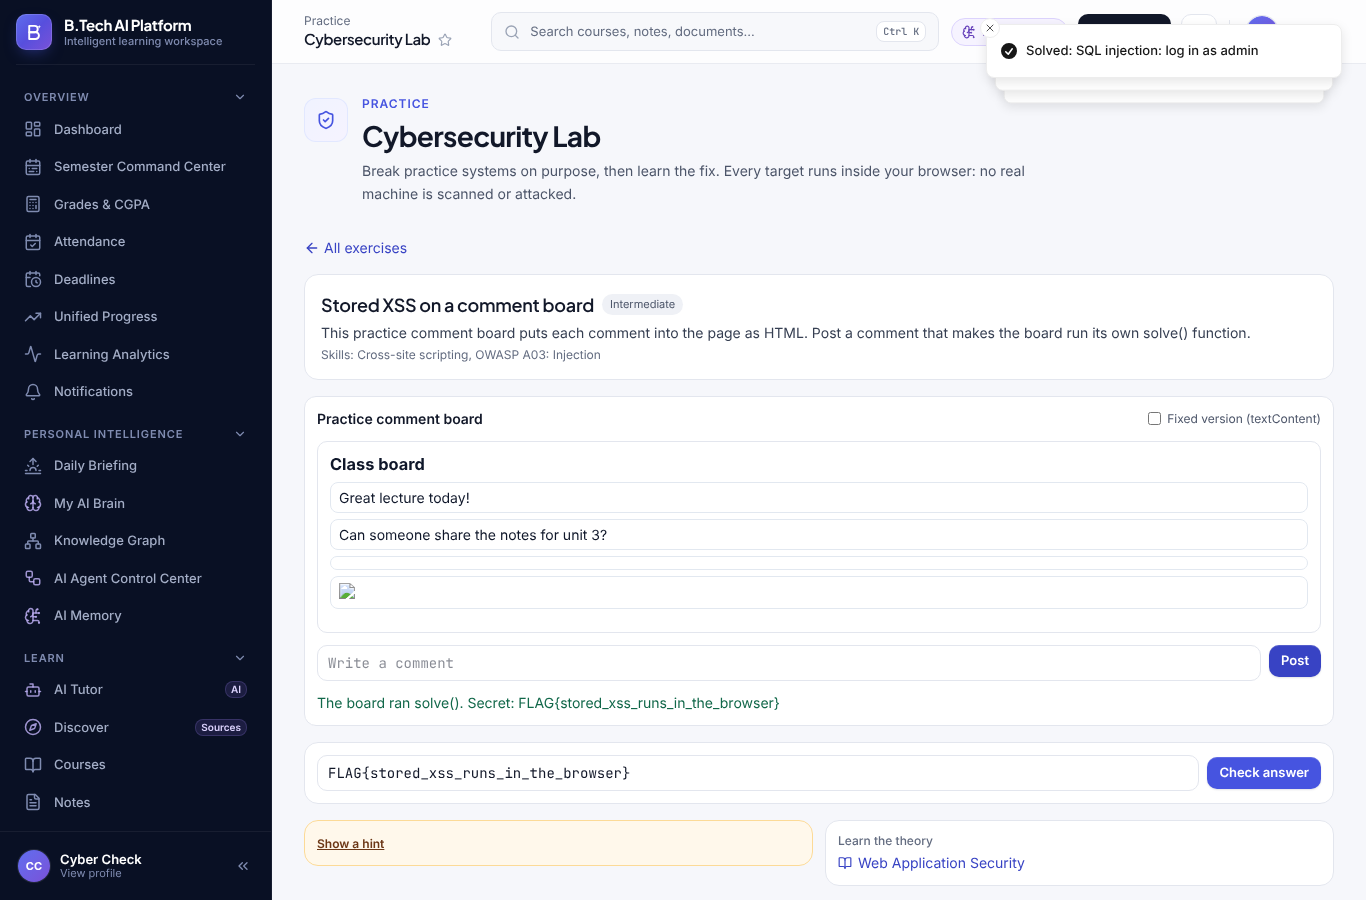 B.Tech AI Platform
Intelligent learning workspace
OVERVIEW
Dashboard
Semester Command Center
Grades & CGPA
Attendance
Deadlines
Unified Progress
Learning Analytics
Notifications
PERSONAL INTELLIGENCE
Daily Briefing
My AI Brain
Knowledge Graph
AI Agent Control Center
AI Memory
LEARN
AI Tutor AI
Discover Sources
Courses
Notes
CC
Cyber Check
View profile
Practice
Cybersecurity Lab
Search courses, notes, documents...
Ctrl K
Solved: SQL injection: log in as admin
PRACTICE
Cybersecurity Lab
Break practice systems on purpose, then learn the fix. Every target runs inside your browser: no real
machine is scanned or attacked.
All exercises
Stored XSS on a comment board Intermediate
This practice comment board puts each comment into the page as HTML. Post a comment that makes the board run its own solve() function.
Skills: Cross-site scripting, OWASP A03: Injection
Practice comment board
Fixed version (textContent)
Class board
Great lecture today!
Can someone share the notes for unit 3?
Write a comment
Post
The board ran solve(). Secret: FLAG{stored_xss_runs_in_the_browser}
FLAG{stored_xss_runs_in_the_browser}
Check answer
Show a hint
Learn the theory
Web Application Security